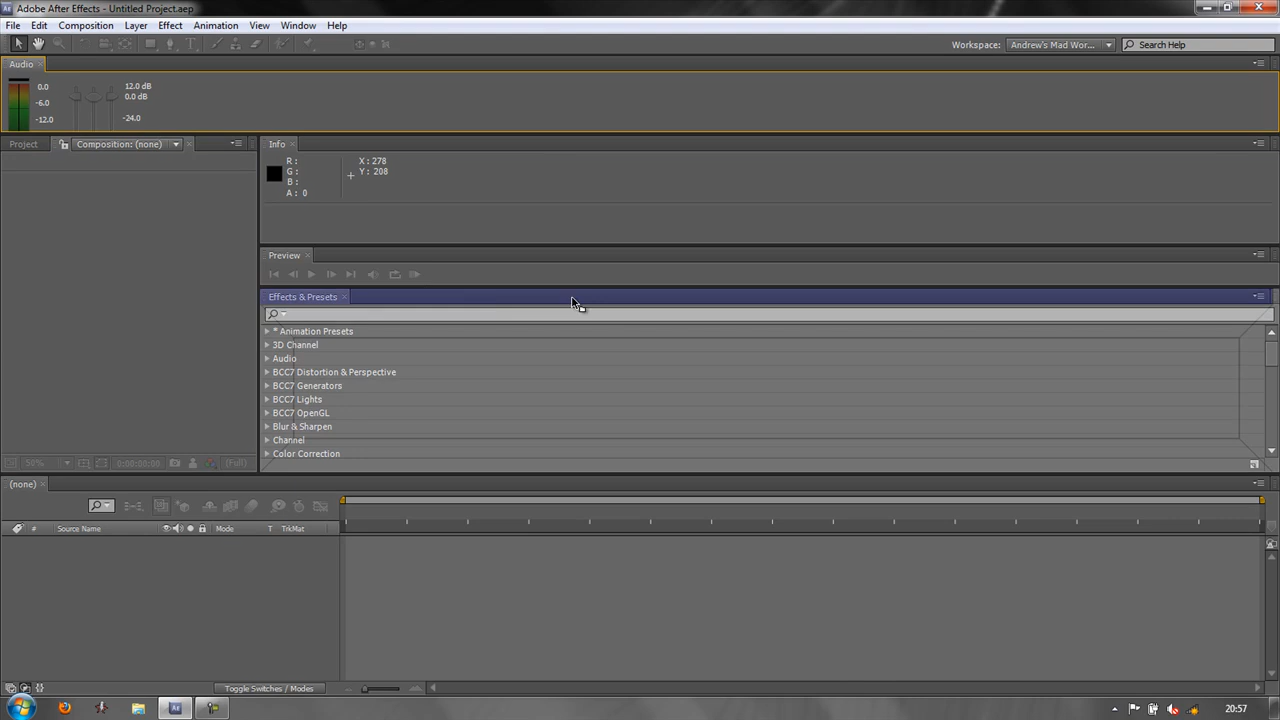 Adobe After Effects - Untitled Project.aep
File Edit Composition Layer Effect Animation View Window Help
Workspace: Andrew's Mad Wor... Search Help
Audio
0.0
-6.0
-12.0
12.0 dB
0.0 dB
-24.0
Project Composition: (none)
Info
R :
G :
B :
A : 0
X : 278
Y : 208
Preview
Effects & Presets
* Animation Presets
3D Channel
Audio
BCC7 Distortion & Perspective
BCC7 Generators
BCC7 Lights
BCC7 OpenGL
Blur & Sharpen
Channel
Color Correction
50% 0:00:00:00 (Full)
(none)
# Source Name Mode T TrkMat
Toggle Switches / Modes
Ae 20:57